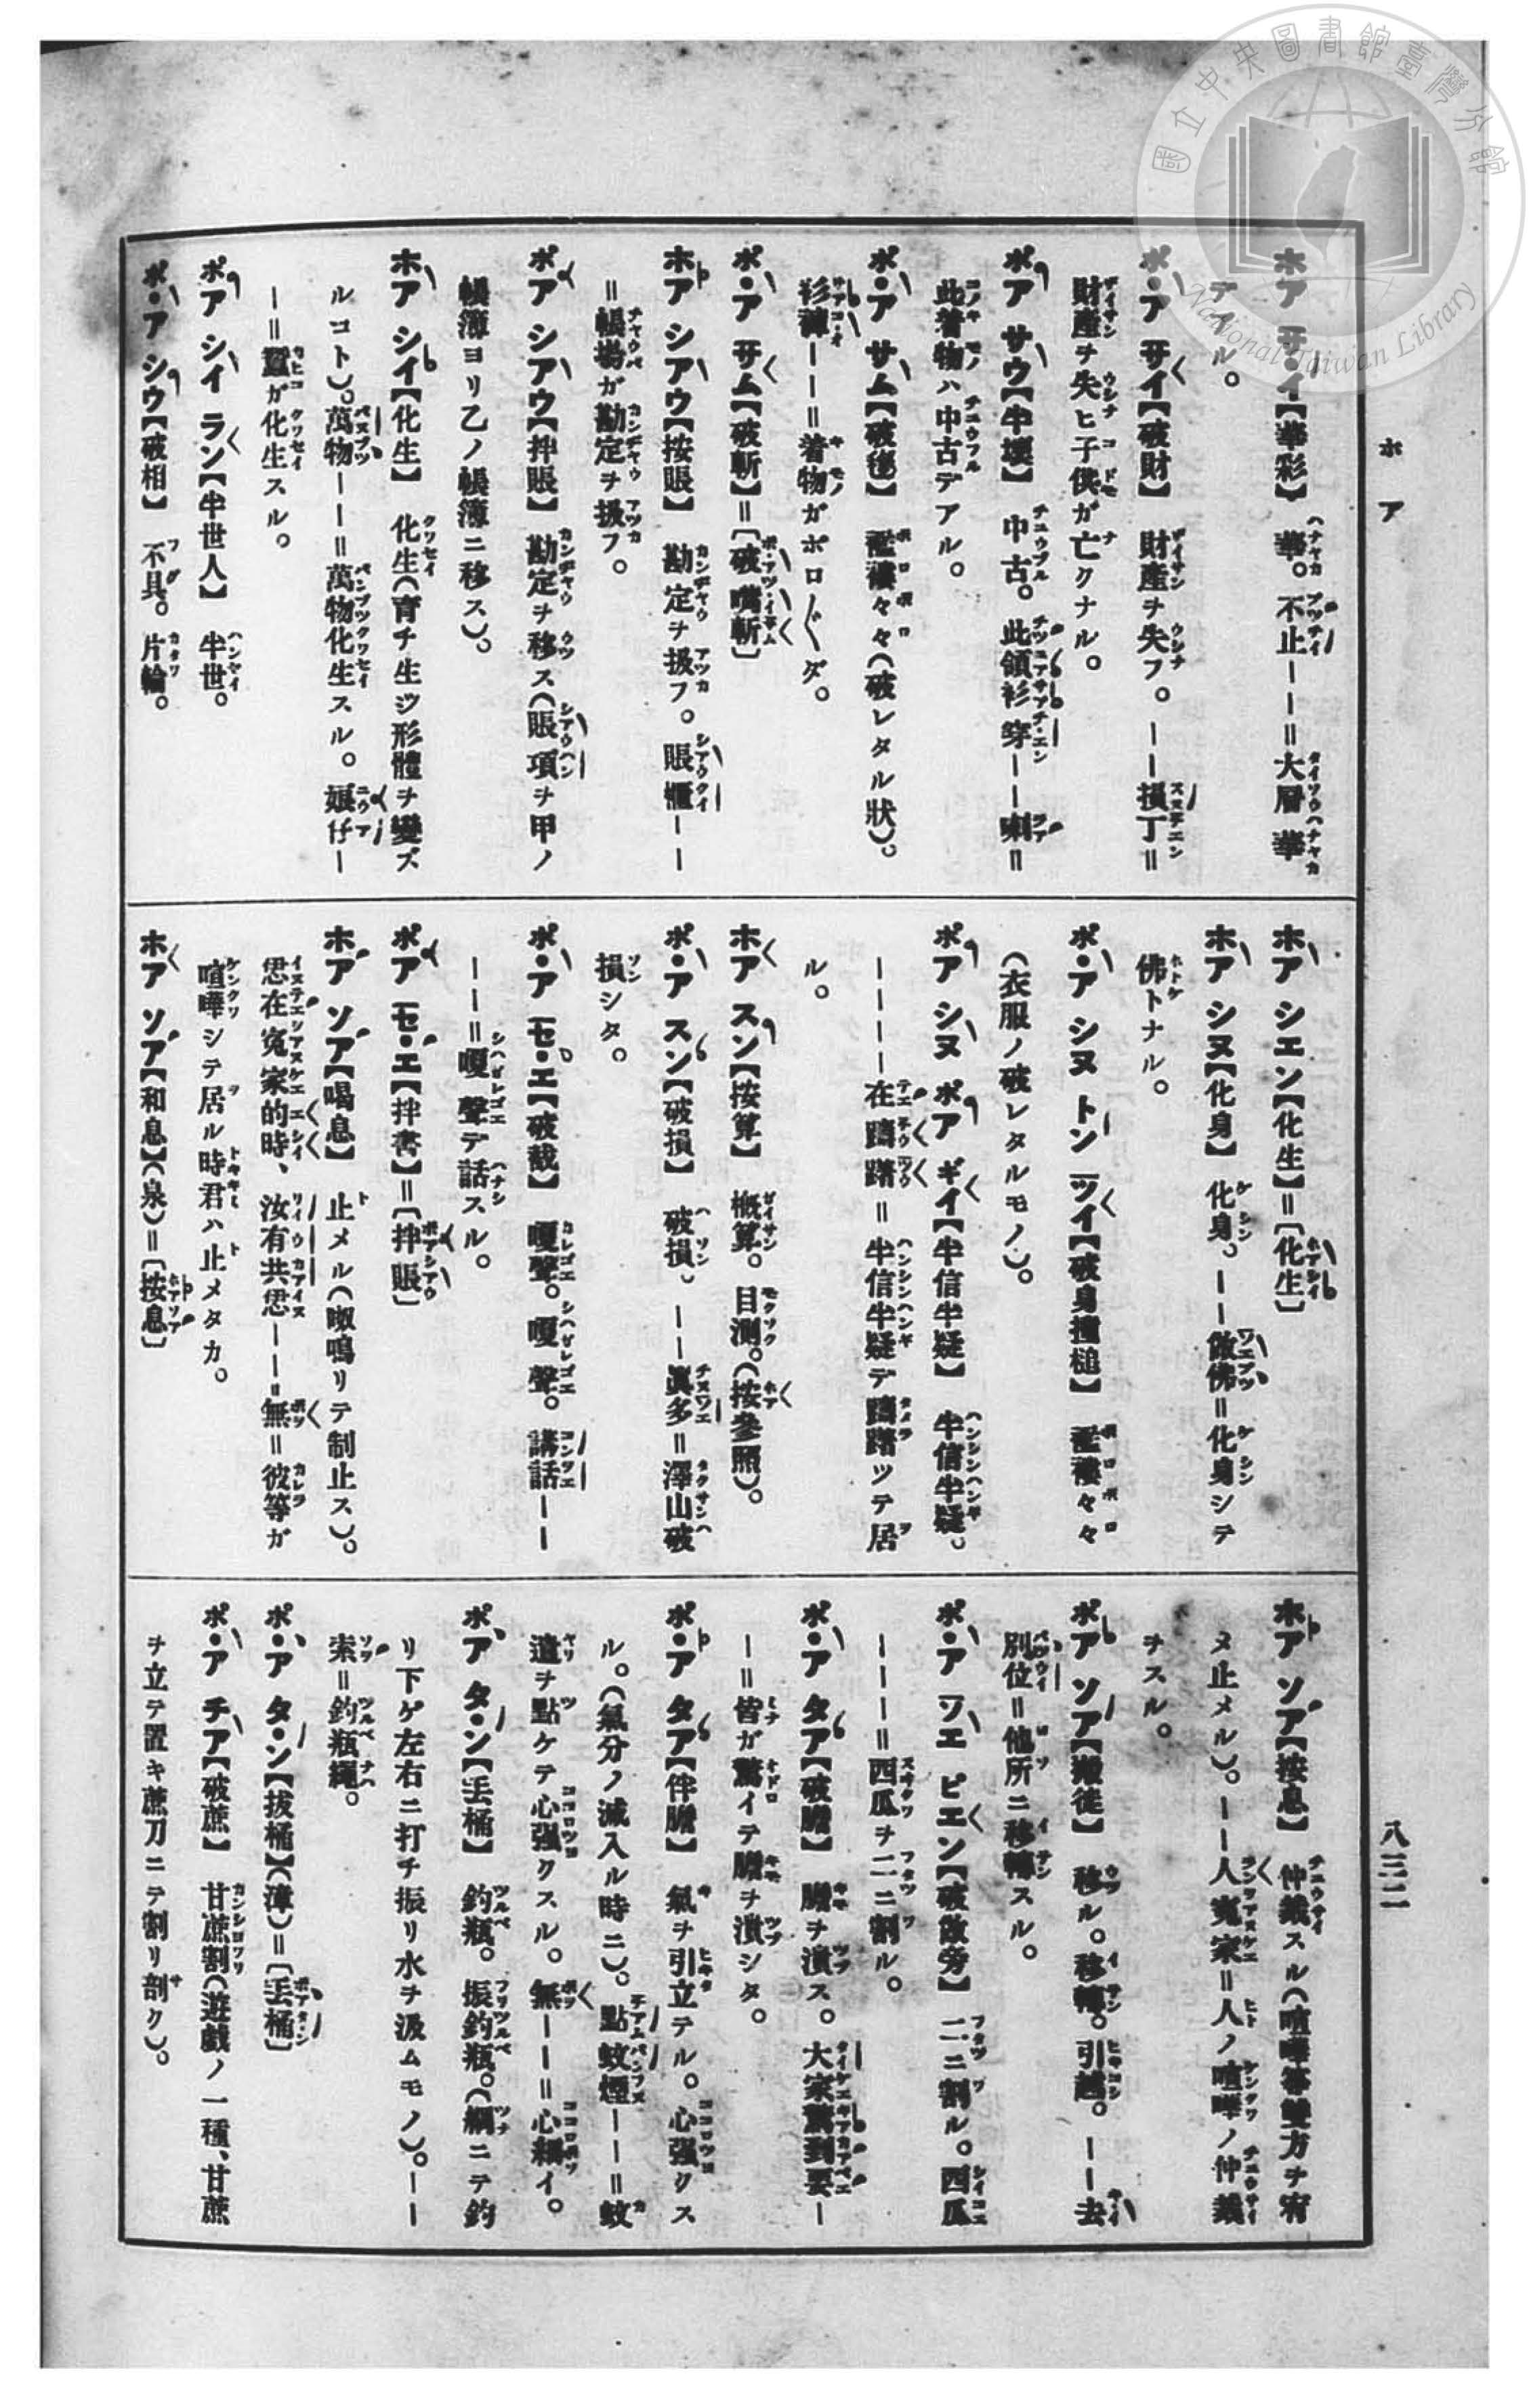 國立中央圖書館臺灣分館
National Taiwan Library
ホア
八三二
ホア サイ【華彩】 華。不止ーー＝大層華
デアル。
ポア サイ【破財】 財產ヲ失フ。ーー損丁＝
財產ヲ失ヒ子供ガ亡クナル。
ポア サウ【半壞】 中古。此領衫穿ーー喇＝
此着物ハ中古デアル。
ポア サム【破毿】 襤褸々々(破レタル狀)。
衫褲ーー＝着物ガボロ〱ダ。
ポア サム【破嶄】＝〔破嘴嶄〕
ホア シアウ【按賬】 勘定ヲ扱フ。賬櫃ーー
＝帳場ガ勘定ヲ扱フ。
ポア シアウ【拌賬】 勘定ヲ移ス(賬項ヲ甲ノ
帳簿ヨリ乙ノ帳簿ニ移ス)。
ホア シイ【化生】 化生(育チ生ジ形體ヲ變ズ
ルコト)。萬物ーー＝萬物化生スル。娘仔ー
ー＝蠶ガ化生スル。
ポア シイ ラン【半世人】 半世。
ポア シウ【破相】 不具。片輪。
ホア シエン【化生】＝〔化生〕
ホア シヌ【化身】 化身。ーー做佛＝化身シテ
佛トナル。
ポア シヌ トン ツイ【破身撞槌】 襤褸々々
(衣服ノ破レタルモノ)。
ポア シヌ ポア ギイ【半信半疑】 半信半疑。
ーーーー在躊躇＝半信半疑デ躊躇ツテ居
ル。
ホア スン【按算】 概算。目測。(按參照)。
ポア スン【破損】 破損。ーー眞多＝澤山破
損シタ。
ポア セエ【破裁】 嗄聲。嗄聲。講話ーー
ーー＝嗄聲デ話スル。
ポア セエ【拌書】＝〔拌賬〕
ホア ソア【喝息】 止メル(呶鳴リテ制止ス)。
恁在寃家的時、汝有共恁ーー無＝彼等ガ
喧嘩シテ居ル時君ハ止メタカ。
ホア ソア【和息】(泉)＝〔按息〕
ホア ソア【按息】 仲裁スル(喧嘩等雙方ヲ宥
メ止メル)。ーー人寃家＝人ノ喧嘩ノ仲裁
ヲスル。
ポア ソア【搬徙】 移ル。移轉。引越。ーー去
別位＝他所ニ移轉スル。
ポア ツエ ピエン【破做旁】 二ニ割ル。西瓜
ーーーー＝西瓜ヲ二ニ割ル。
ポア タア【破膽】 膽ヲ潰ス。大家驚到要ー
ー＝皆ガ驚イテ膽ヲ潰シタ。
ポア タア【伴膽】 氣ヲ引立テル。心强クス
ル。(氣分ノ減入ル時ニ)。點蚊煙ーー＝蚊
遣ヲ點ケテ心强クスル。無ーー＝心細イ。
ポア タン【丟桶】 釣瓶。振釣瓶。(綱ニテ釣
リ下ゲ左右ニ打チ振リ水ヲ汲ムモノ)。ーー
索＝釣瓶繩。
ポア タン【拔桶】(漳)＝〔丟桶〕
ポア チア【破蔗】 甘蔗割(遊戲ノ一種、甘蔗
ヲ立テ置キ蔗刀ニテ割リ剖ク)。